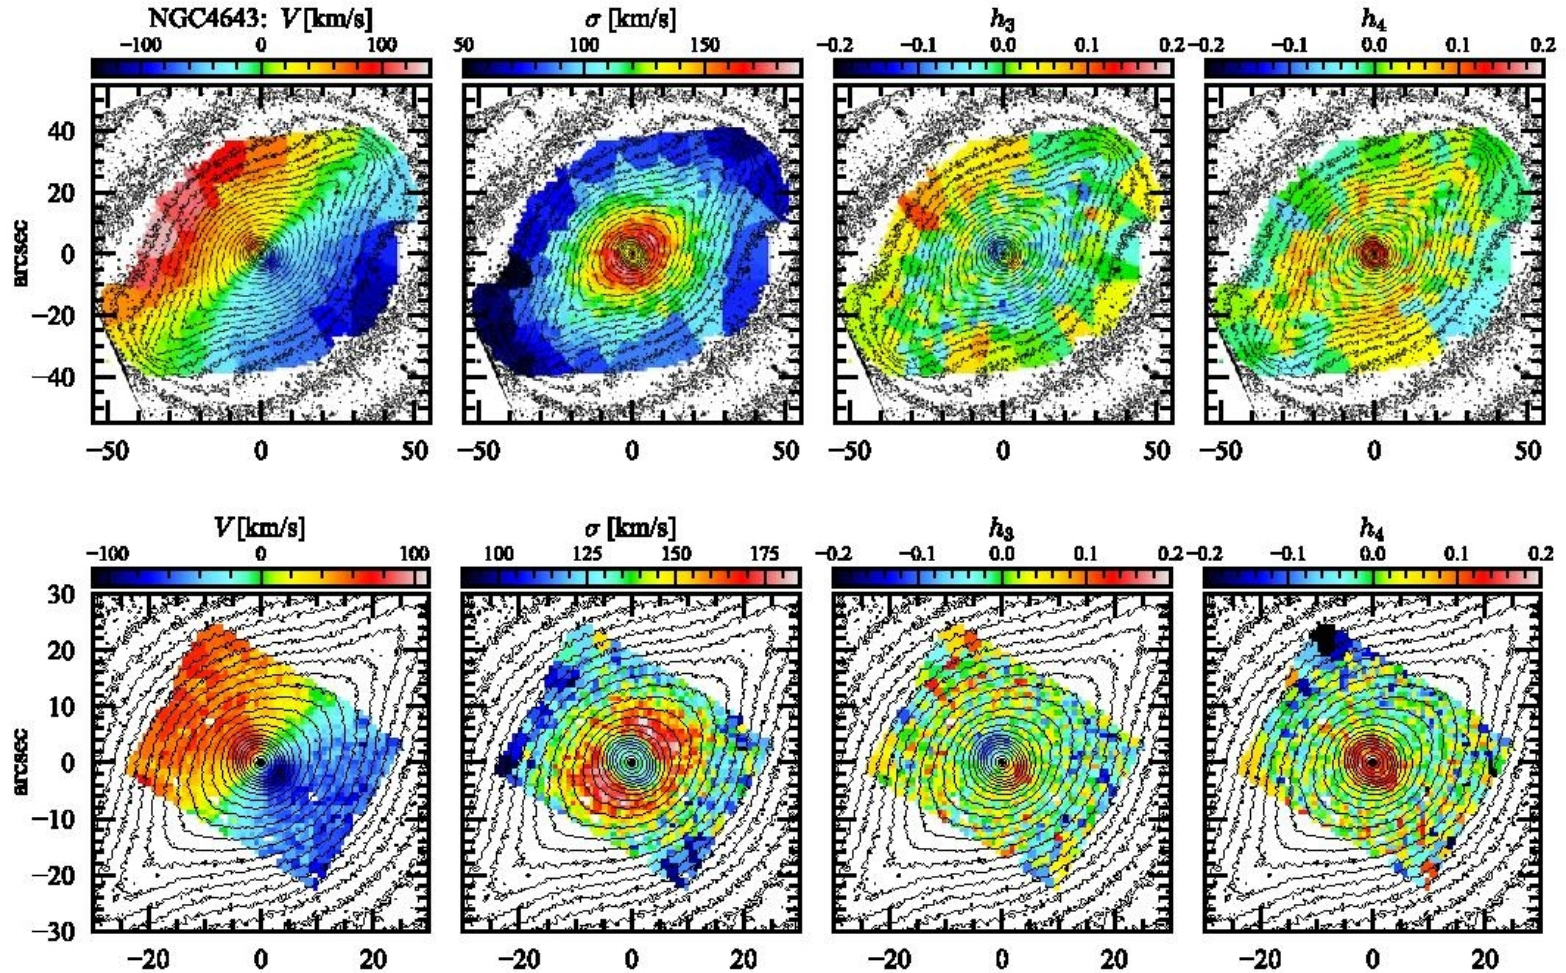 NGC4643: V [km/s] σ [km/s] h3 h4
−100 0 100 50 100 150 −0.2 −0.1 0.0 0.1 0.2 −0.2 −0.1 0.0 0.1 0.2
40
20
arcsec
0
−20
−40
−50 0 50 −50 0 50 −50 0 50 −50 0 50
V [km/s] σ [km/s] h3 h4
−100 0 100 100 125 150 175 −0.2 −0.1 0.0 0.1 0.2 −0.2 −0.1 0.0 0.1 0.2
30
20
10
arcsec
0
−10
−20
−30
−20 0 20 −20 0 20 −20 0 20 −20 0 20